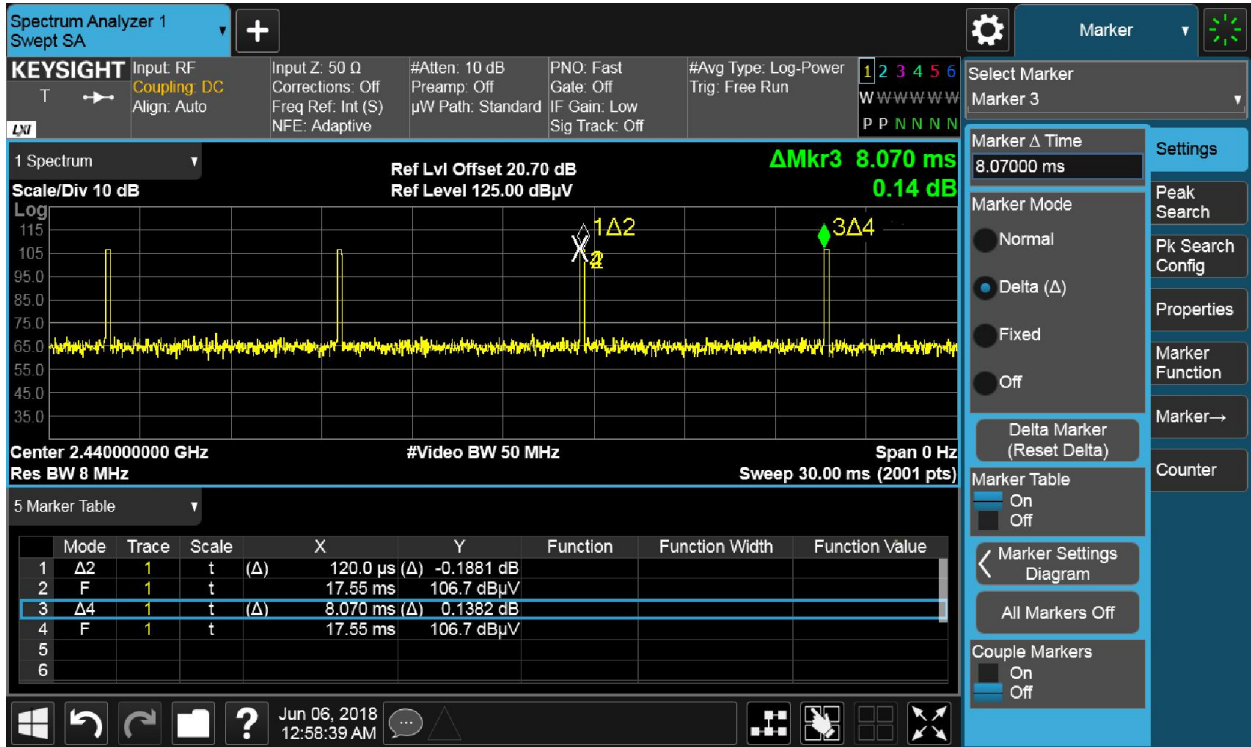 Spectrum Analyzer 1
Swept SA
+
Marker
KEYSIGHT
T
LXI
Input: RF
Coupling: DC
Align: Auto
Input Z: 50 Ω
Corrections: Off
Freq Ref: Int (S)
NFE: Adaptive
#Atten: 10 dB
Preamp: Off
µW Path: Standard
PNO: Fast
Gate: Off
IF Gain: Low
Sig Track: Off
#Avg Type: Log-Power
Trig: Free Run
1 2 3 4 5 6
W W W W W W
P P N N N N
Select Marker
Marker 3
1 Spectrum
Scale/Div 10 dB
Ref Lvl Offset 20.70 dB
Ref Level 125.00 dBµV
ΔMkr3 8.070 ms
0.14 dB
Log
115
105
95.0
85.0
75.0
65.0
55.0
45.0
35.0
1Δ2
3Δ4
Center 2.440000000 GHz
Res BW 8 MHz
#Video BW 50 MHz
Span 0 Hz
Sweep 30.00 ms (2001 pts)
5 Marker Table
Mode Trace Scale X Y Function Function Width Function Value
1 Δ2 1 t (Δ) 120.0 µs (Δ) -0.1881 dB
2 F 1 t 17.55 ms 106.7 dBµV
3 Δ4 1 t (Δ) 8.070 ms (Δ) 0.1382 dB
4 F 1 t 17.55 ms 106.7 dBµV
5
6
Marker Δ Time
8.07000 ms
Marker Mode
Normal
Delta (Δ)
Fixed
Off
Delta Marker
(Reset Delta)
Marker Table
On
Off
Marker Settings
Diagram
All Markers Off
Couple Markers
On
Off
Settings
Peak
Search
Pk Search
Config
Properties
Marker
Function
Marker→
Counter
?
Jun 06, 2018
12:58:39 AM